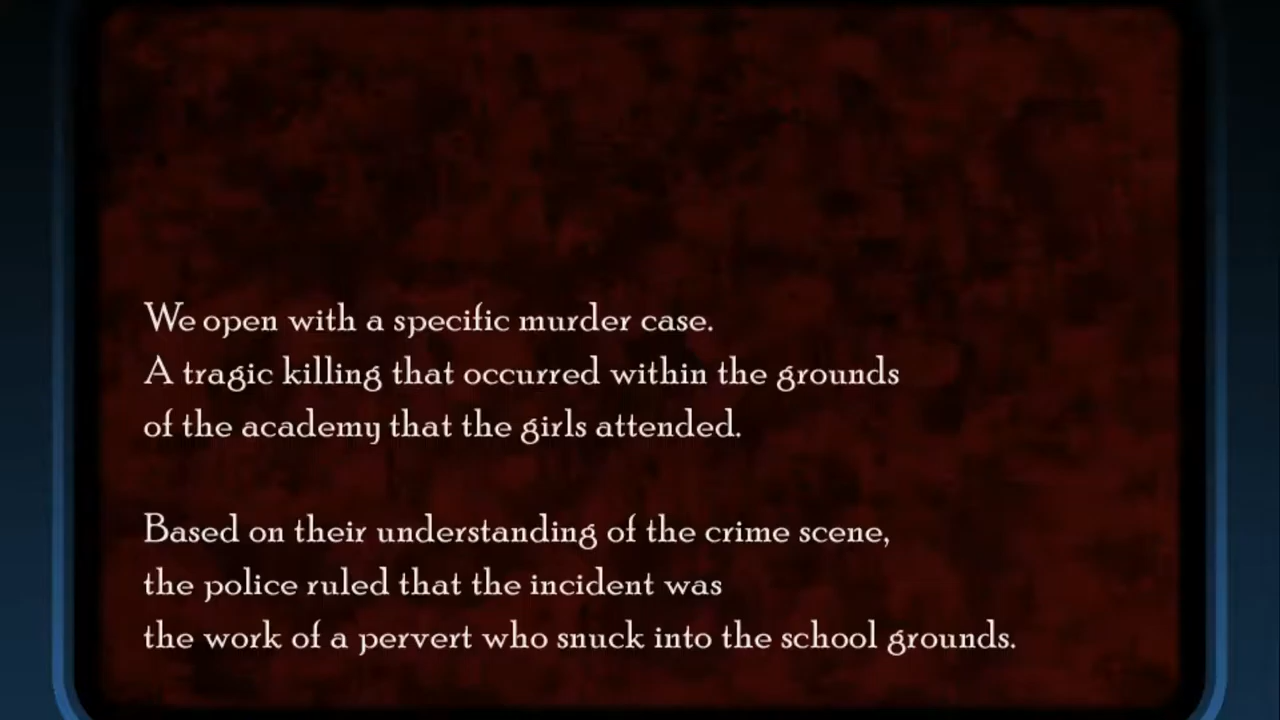 We open with a specific murder case.
A tragic killing that occurred within the grounds
of the academy that the girls attended.
Based on their understanding of the crime scene,
the police ruled that the incident was
the work of a pervert who snuck into the school grounds.